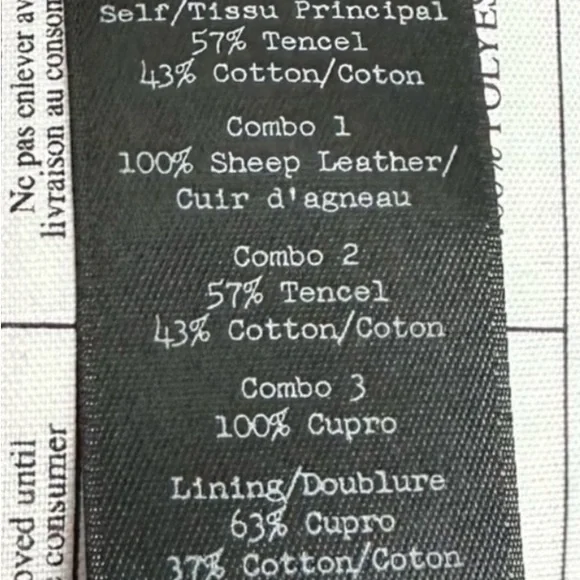 Self/Tissu Principal
57% Tencel
43% Cotton/Coton
Combo 1
100% Sheep Leather/
Cuir d'agneau
Combo 2
57% Tencel
43% Cotton/Coton
Combo 3
100% Cupro
Lining/Doublure
63% Cupro
37% Cotton/Coton
Ne pas enlever
livraison au
until
consumer